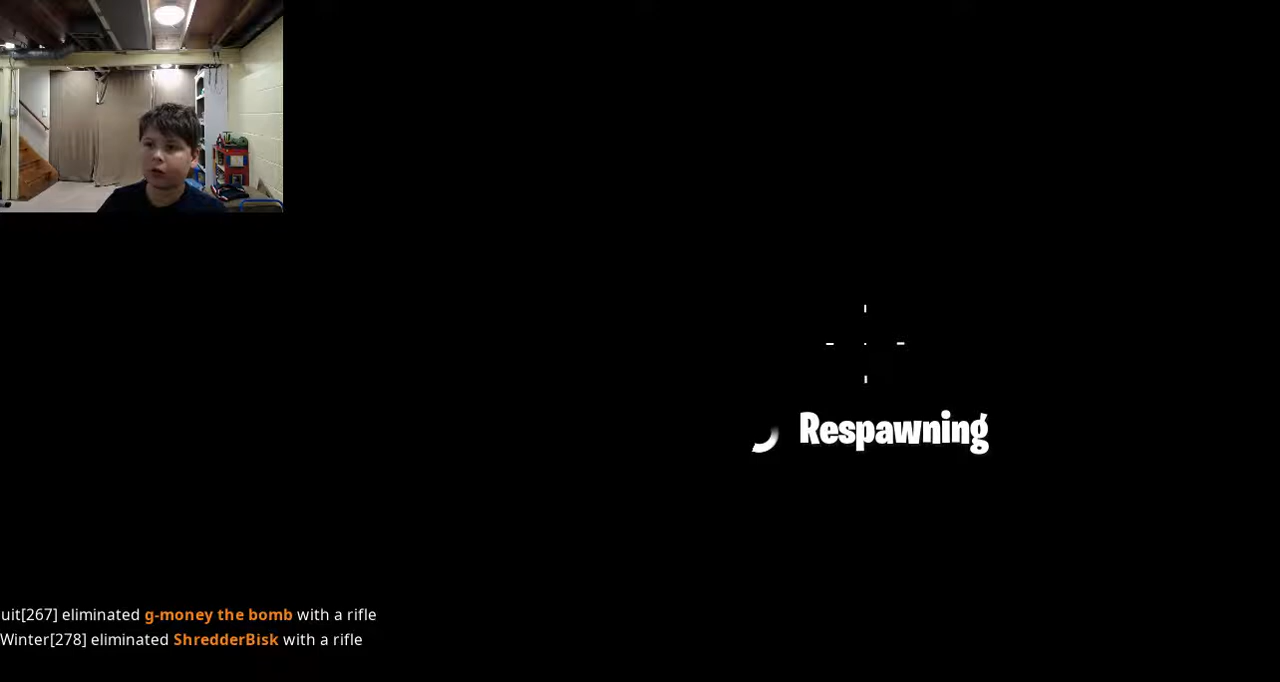 Respawning
uit[267] eliminated g-money the bomb with a rifle
Winter[278] eliminated ShredderBisk with a rifle